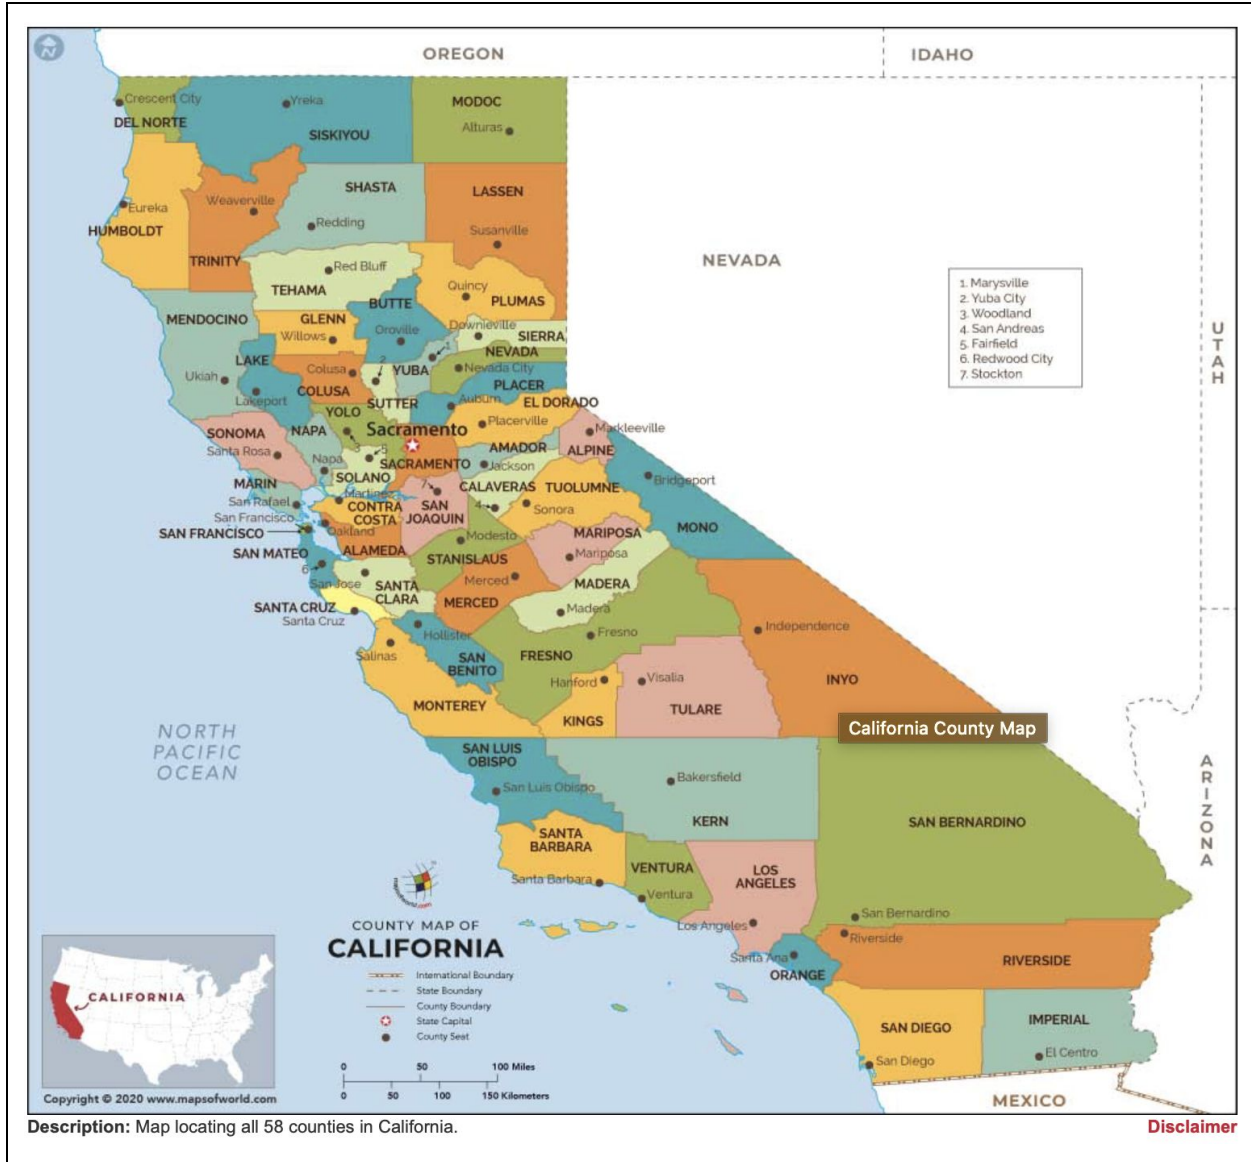 OREGON
IDAHO
Crescent City
DEL NORTE
Yreka
SISKIYOU
MODOC
Alturas
Eureka
HUMBOLDT
Weaverville
TRINITY
SHASTA
Redding
LASSEN
Susanville
NEVADA
UTAH
1. Marysville
2. Yuba City
3. Woodland
4. San Andreas
5. Fairfield
6. Redwood City
7. Stockton
Red Bluff
TEHAMA
Quincy
PLUMAS
BUTTE
Oroville
MENDOCINO
Ukiah
GLENN
Willows
Downieville
SIERRA
NEVADA
Nevada City
1
YUBA
2
SUTTER
LAKE
Lakeport
Colusa
COLUSA
PLACER
Auburn
EL DORADO
Placerville
YOLO
3
Sacramento
SACRAMENTO
SONOMA
Santa Rosa
NAPA
Napa
5
SOLANO
AMADOR
Jackson
Markleeville
ALPINE
Bridgeport
MONO
MARIN
San Rafael
Martinez
CONTRA
COSTA
7
SAN
JOAQUIN
CALAVERAS
4
TUOLUMNE
Sonora
San Francisco
SAN FRANCISCO
Oakland
ALAMEDA
Modesto
STANISLAUS
MARIPOSA
Mariposa
SAN MATEO
6
San Jose
SANTA
CLARA
Merced
MERCED
MADERA
Madera
SANTA CRUZ
Santa Cruz
Hollister
SAN
BENITO
Salinas
MONTEREY
Fresno
FRESNO
Independence
INYO
Hanford
KINGS
Visalia
TULARE
California County Map
NORTH
PACIFIC
OCEAN
ARIZONA
SAN LUIS
OBISPO
San Luis Obispo
Bakersfield
KERN
SAN BERNARDINO
San Bernardino
SANTA
BARBARA
Santa Barbara
VENTURA
Ventura
LOS
ANGELES
Los Angeles
Riverside
RIVERSIDE
Santa Ana
ORANGE
SAN DIEGO
San Diego
IMPERIAL
El Centro
MEXICO
mapsofworld.com
COUNTY MAP OF
CALIFORNIA
International Boundary
State Boundary
County Boundary
State Capital
County Seat
0 50 100 Miles
0 50 100 150 Kilometers
CALIFORNIA
Copyright © 2020 www.mapsofworld.com
Description: Map locating all 58 counties in California.
Disclaimer
N